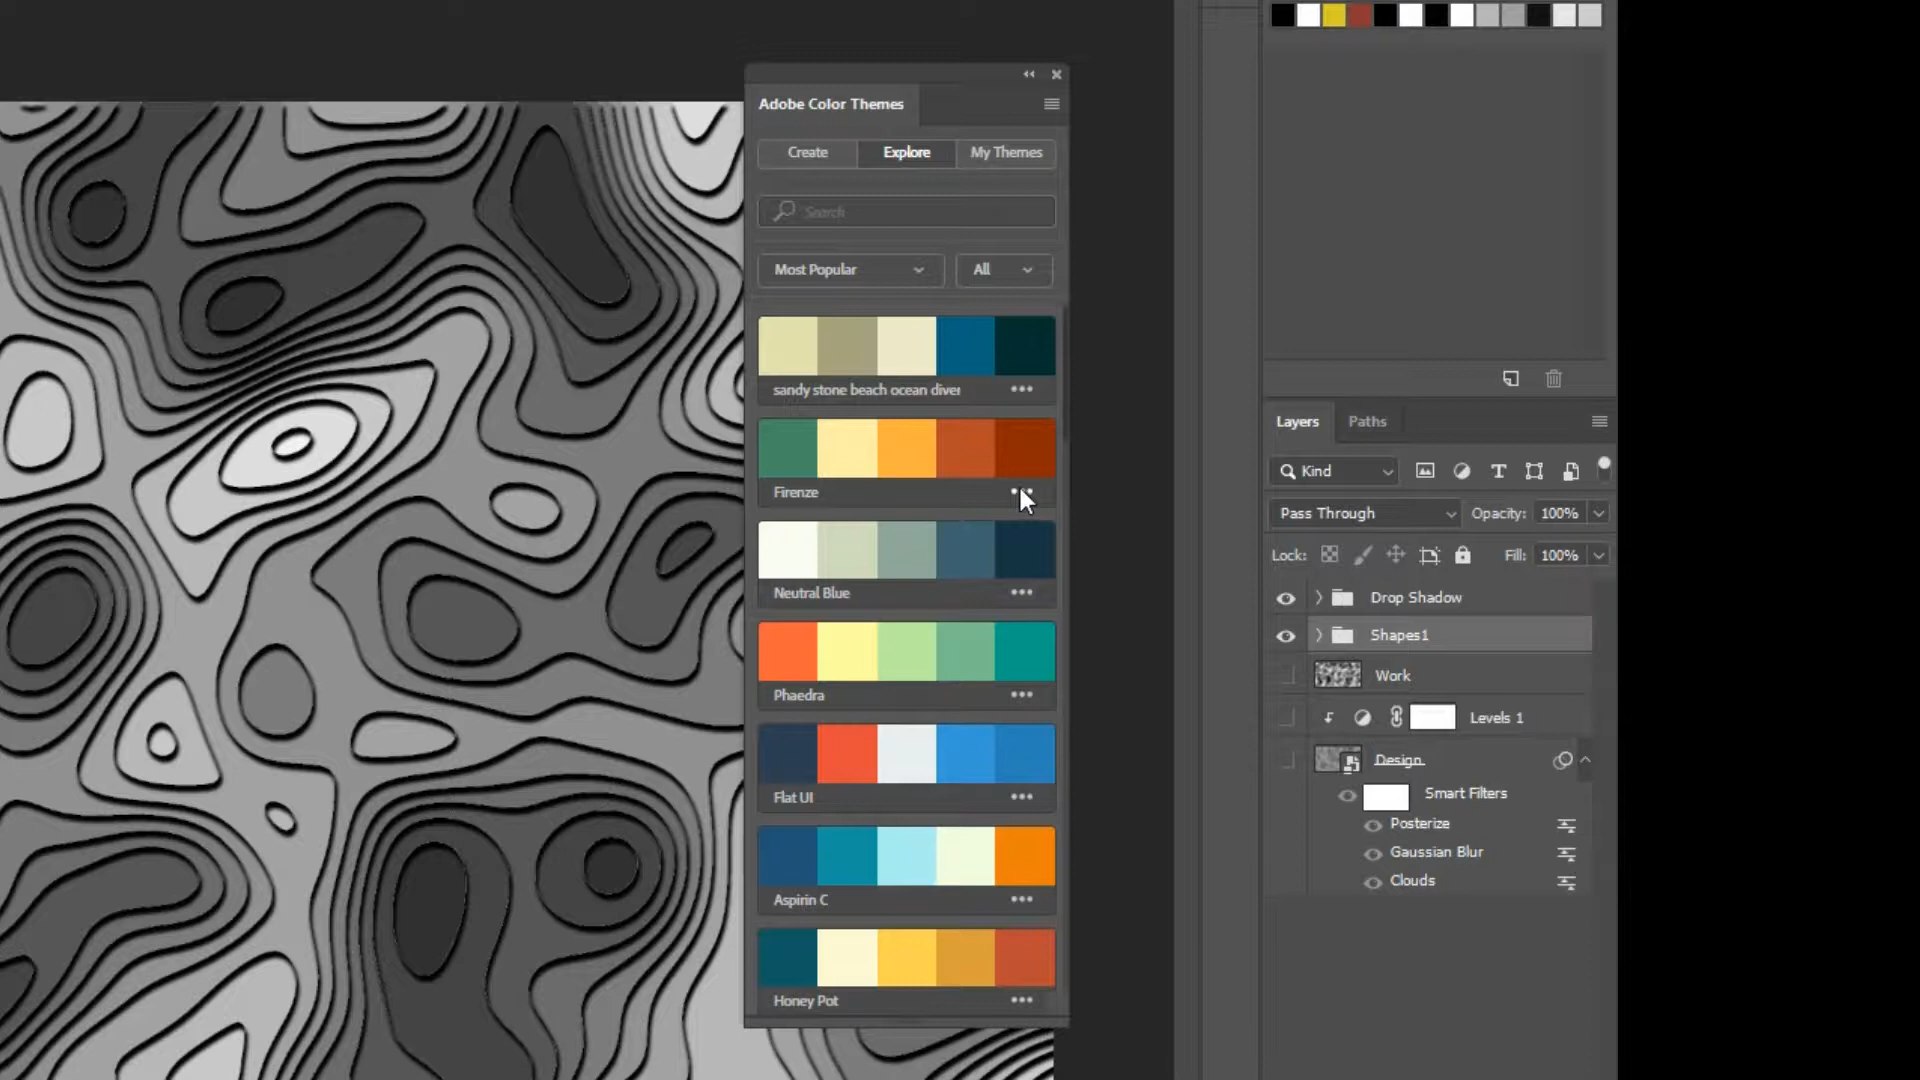 Adobe Color Themes
Create
Explore
My Themes
Search
Most Popular
All
sandy stone beach ocean diver
Firenze
Neutral Blue
Phaedra
Flat UI
Aspirin C
Honey Pot
Layers
Paths
Kind
Pass Through
Opacity: 100%
Lock:
Fill: 100%
Drop Shadow
Shapes1
Work
Levels 1
Design
Smart Filters
Posterize
Gaussian Blur
Clouds